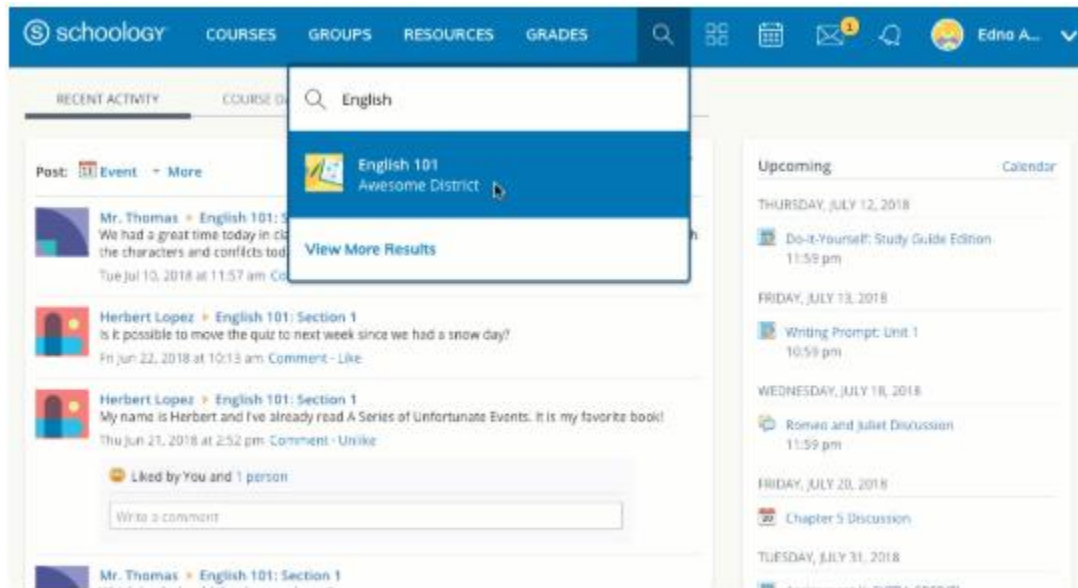 schoology COURSES GROUPS RESOURCES GRADES 1 Edna A...
RECENT ACTIVITY COURSE
English
English 101
Awesome District
View More Results
Post: Event More
Mr. Thomas English 101:
We had a great time today in
the characters and conflicts
Tue Jul 10, 2018 at 11:57 am
Herbert Lopez English 101: Section 1
Is it possible to move the quiz to next week since we had a snow day?
Fri Jun 22, 2018 at 10:13 am Comment · Like
Herbert Lopez English 101: Section 1
My name is Herbert and I've already read A Series of Unfortunate Events. It is my favorite book!
Thu Jun 21, 2018 at 2:52 pm Comment · Unlike
Liked by You and 1 person
Write a comment
Mr. Thomas English 101: Section 1
Upcoming Calendar
THURSDAY, JULY 12, 2018
Do-It-Yourself: Study Guide Edition
11:59 pm
FRIDAY, JULY 13, 2018
Writing Prompt: Unit 1
10:59 pm
WEDNESDAY, JULY 18, 2018
Romeo and Juliet Discussion
11:59 pm
FRIDAY, JULY 20, 2018
Chapter 5 Discussion
TUESDAY, JULY 31, 2018